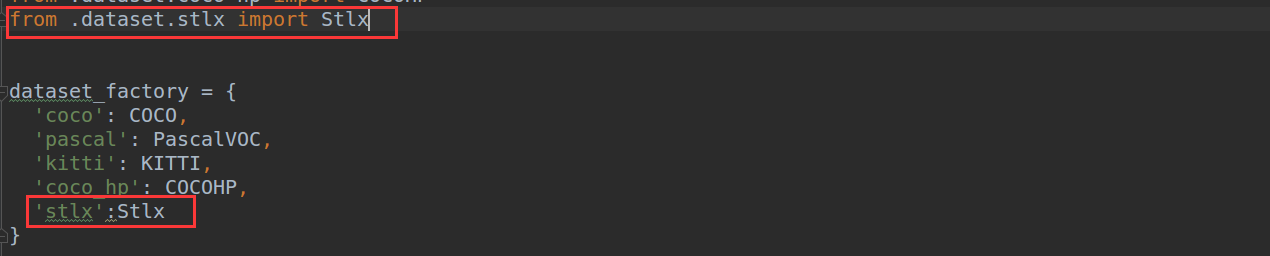 from .dataset.coco_hp import COCOHP
from .dataset.stlx import Stlx
dataset_factory = {
'coco': COCO,
'pascal': PascalVOC,
'kitti': KITTI,
'coco_hp': COCOHP,
'stlx':Stlx
}